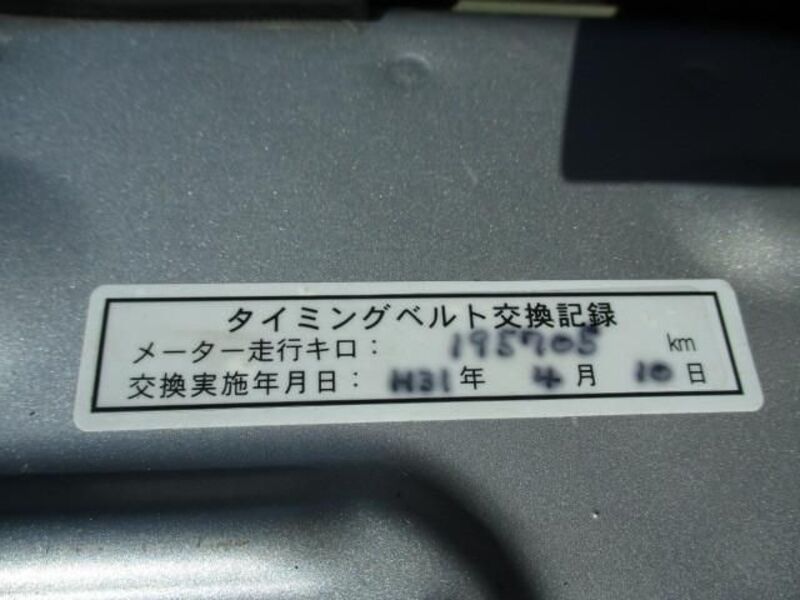 タイミングベルト交換記録
メーター走行キロ： 195705 km
交換実施年月日： H31年 4月 10日